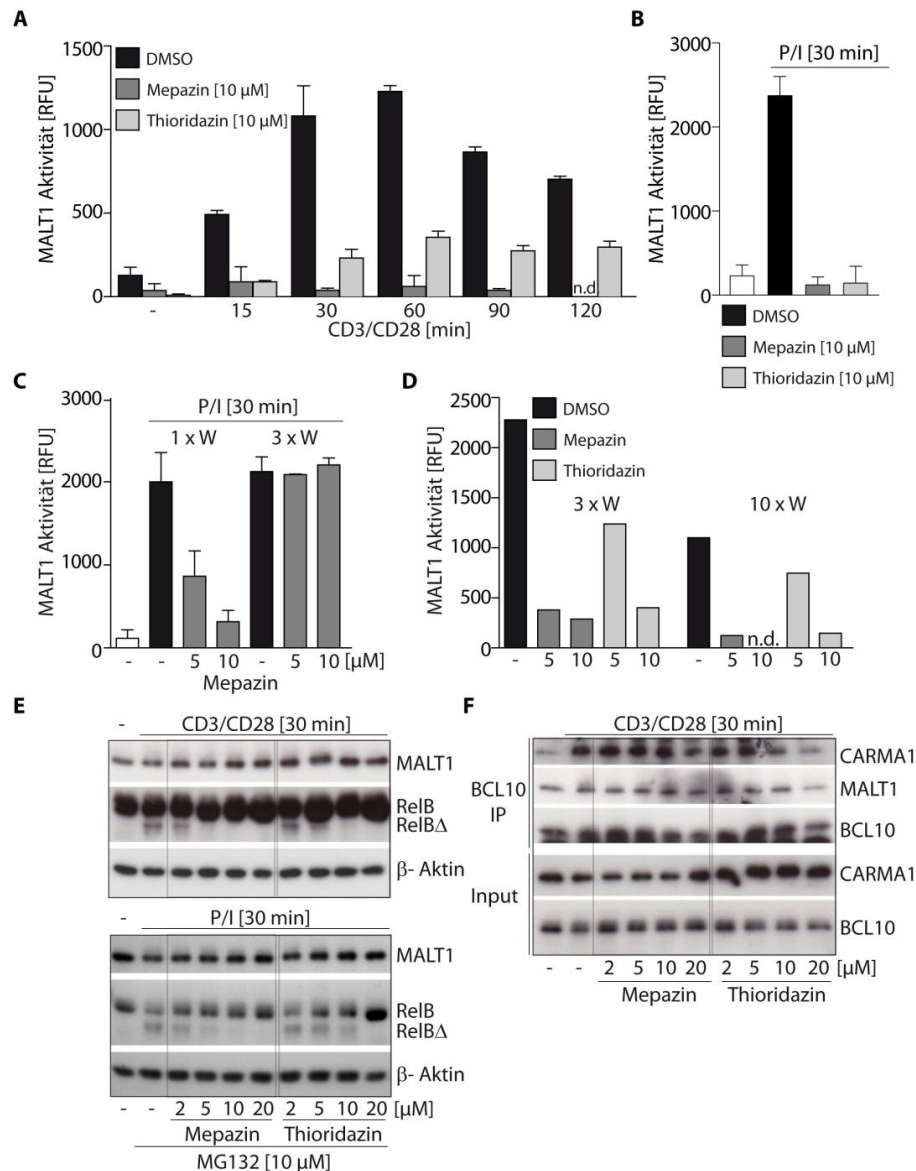 A
1500
1000
500
0
MALT1 Aktivität [RFU]
DMSO
Mepazin [10 µM]
Thioridazin [10 µM]
n.d.
- 15 30 60 90 120
CD3/CD28 [min]
B
3000
2000
1000
0
MALT1 Aktivität [RFU]
P/I [30 min]
DMSO
Mepazin [10 µM]
Thioridazin [10 µM]
C
3000
2000
1000
0
MALT1 Aktivität [RFU]
P/I [30 min]
1 x W 3 x W
- - 5 10 - 5 10 [µM]
Mepazin
D
2500
2000
1500
1000
500
0
MALT1 Aktivität [RFU]
DMSO
Mepazin
Thioridazin
3 x W 10 x W
n.d.
- 5 10 5 10 - 5 10 5 10
E
- CD3/CD28 [30 min]
MALT1
RelB
RelBΔ
β- Aktin
- P/I [30 min]
MALT1
RelB
RelBΔ
β- Aktin
- - 2 5 10 20 2 5 10 20 [µM]
Mepazin Thioridazin
MG132 [10 µM]
F
CD3/CD28 [30 min]
BCL10
IP
CARMA1
MALT1
BCL10
Input
CARMA1
BCL10
- - 2 5 10 20 2 5 10 20 [µM]
Mepazin Thioridazin